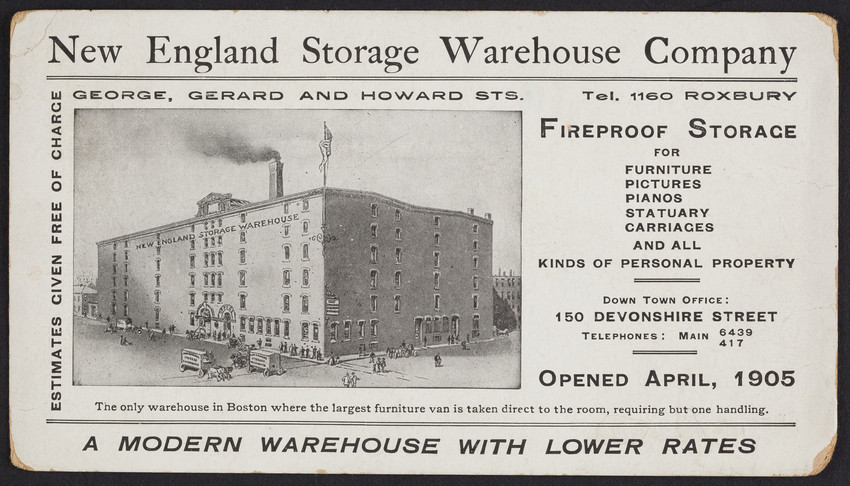 New England Storage Warehouse Company
GEORGE, GERARD AND HOWARD STS.
Tel. 1160 ROXBURY
ESTIMATES GIVEN FREE OF CHARGE
NEW ENGLAND STORAGE WAREHOUSE
FIREPROOF STORAGE
FOR
FURNITURE
PICTURES
PIANOS
STATUARY
CARRIAGES
AND ALL
KINDS OF PERSONAL PROPERTY
DOWN TOWN OFFICE:
150 DEVONSHIRE STREET
TELEPHONES: MAIN 6439
417
OPENED APRIL, 1905
The only warehouse in Boston where the largest furniture van is taken direct to the room, requiring but one handling.
A MODERN WAREHOUSE WITH LOWER RATES